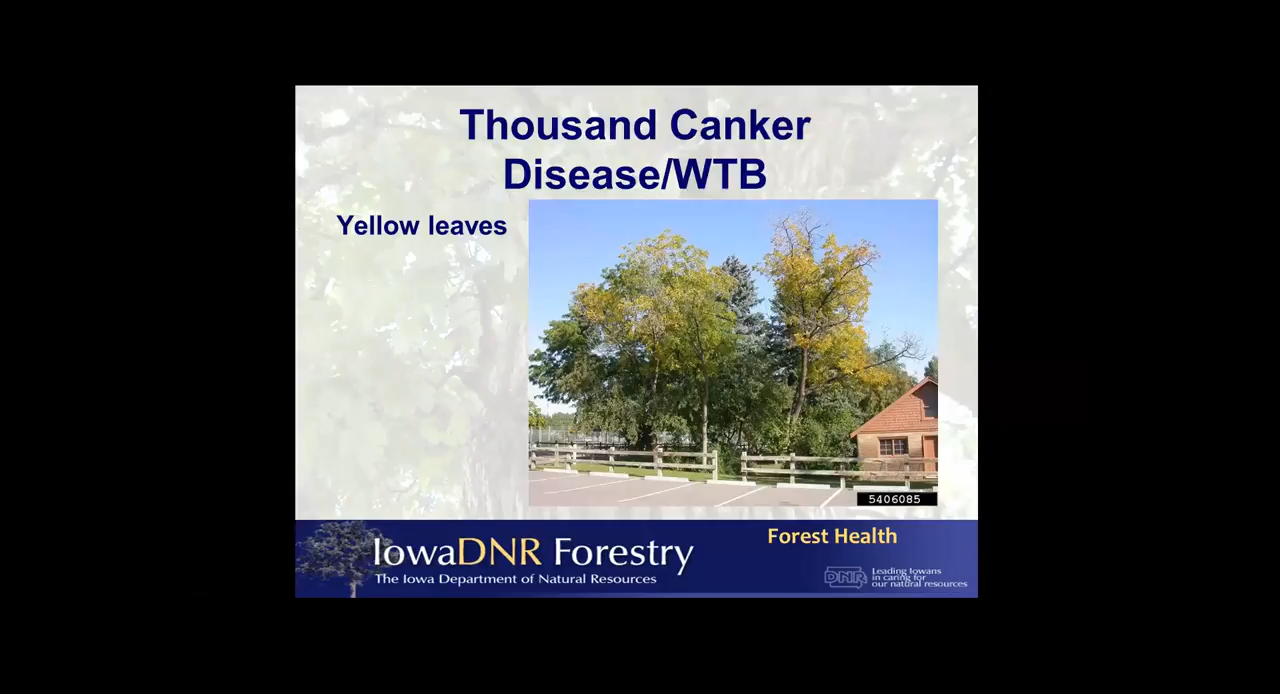 Thousand Canker
Disease/WTB
Yellow leaves
5406085
Forest Health
IowaDNR Forestry
The Iowa Department of Natural Resources
DNR
Leading Iowans
in caring for
our natural resources